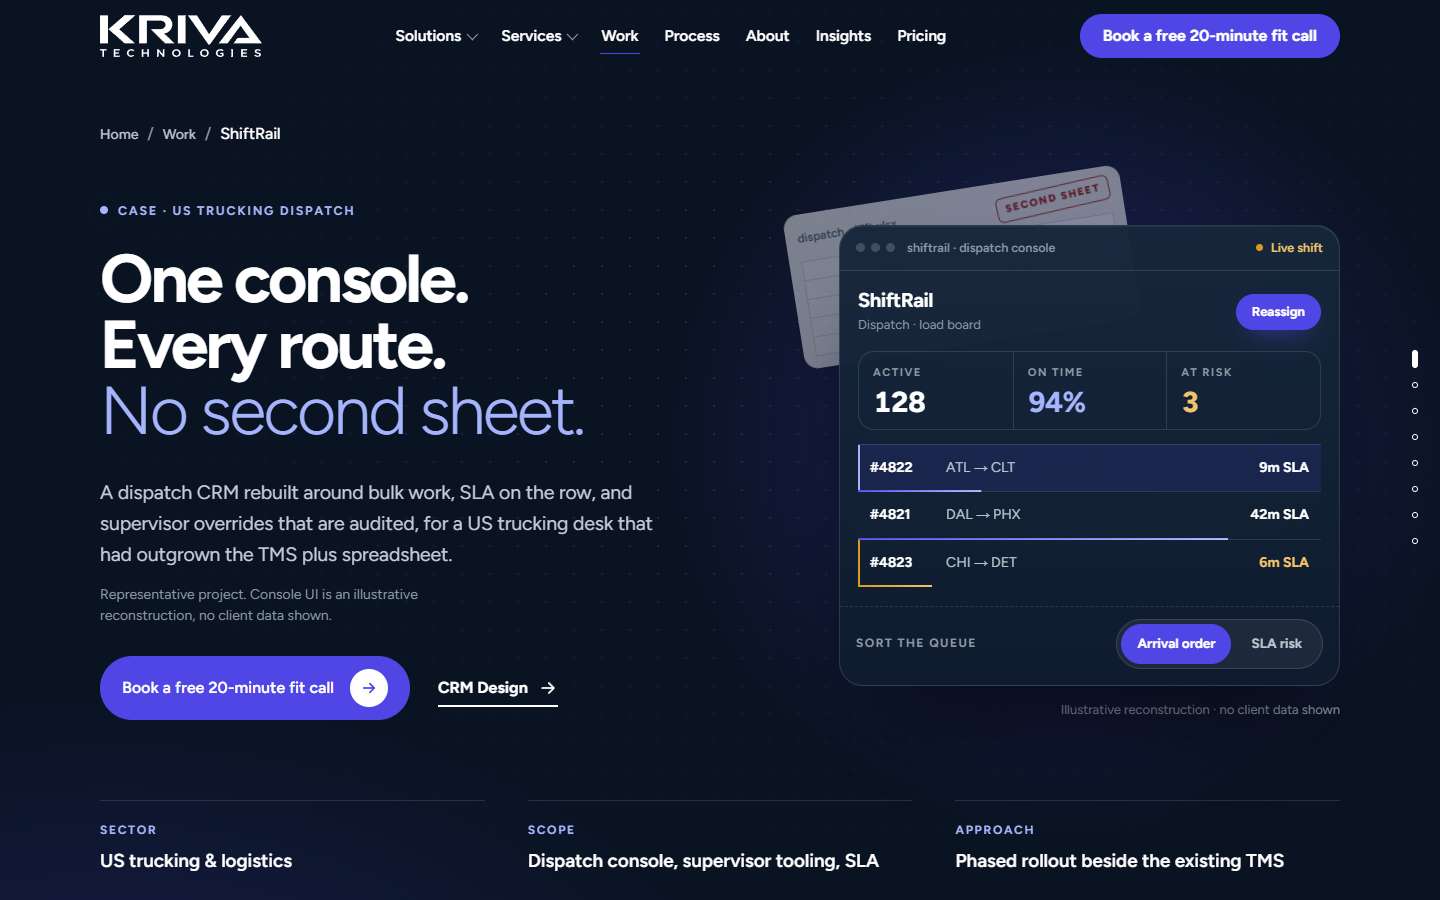 KRIVA
TECHNOLOGIES
Solutions
Services
Work
Process
About
Insights
Pricing
Book a free 20-minute fit call
Home / Work / ShiftRail
CASE · US TRUCKING DISPATCH
One console.
Every route.
No second sheet.
A dispatch CRM rebuilt around bulk work, SLA on the row, and
supervisor overrides that are audited, for a US trucking desk that
had outgrown the TMS plus spreadsheet.
Representative project. Console UI is an illustrative
reconstruction, no client data shown.
Book a free 20-minute fit call
CRM Design
SECOND SHEET
dispatch
shiftrail · dispatch console
Live shift
ShiftRail
Dispatch · load board
Reassign
ACTIVE
128
ON TIME
94%
AT RISK
3
#4822 ATL → CLT 9m SLA
#4821 DAL → PHX 42m SLA
#4823 CHI → DET 6m SLA
SORT THE QUEUE
Arrival order
SLA risk
Illustrative reconstruction · no client data shown
SECTOR
US trucking & logistics
SCOPE
Dispatch console, supervisor tooling, SLA
APPROACH
Phased rollout beside the existing TMS